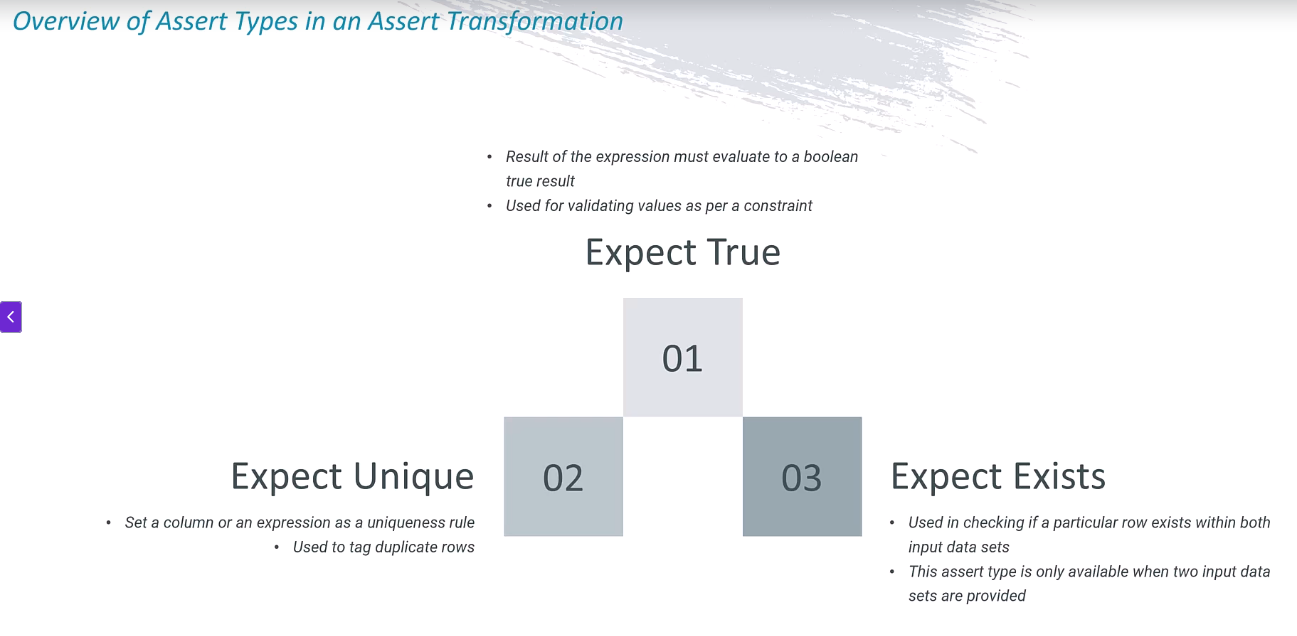 Overview of Assert Types in an Assert Transformation
• Result of the expression must evaluate to a boolean
true result
• Used for validating values as per a constraint
Expect True
01
02
03
Expect Unique
• Set a column or an expression as a uniqueness rule
• Used to tag duplicate rows
Expect Exists
• Used in checking if a particular row exists within both
input data sets
• This assert type is only available when two input data
sets are provided